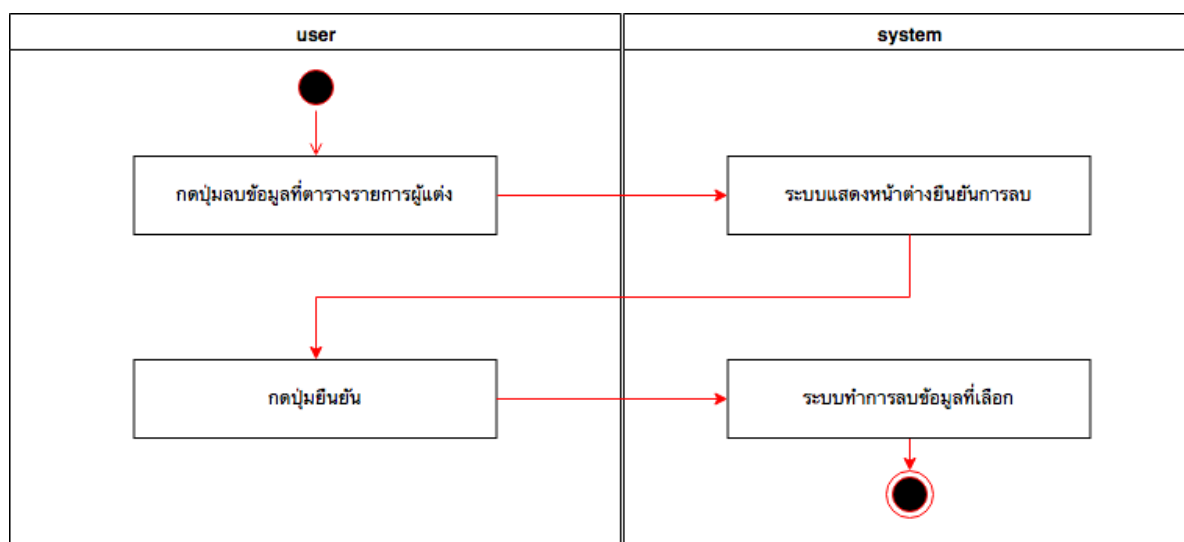 user
system
กดปุ่มลบข้อมูลที่ตารางรายการผู้แต่ง
ระบบแสดงหน้าต่างยืนยันการลบ
กดปุ่มยืนยัน
ระบบทำการลบข้อมูลที่เลือก